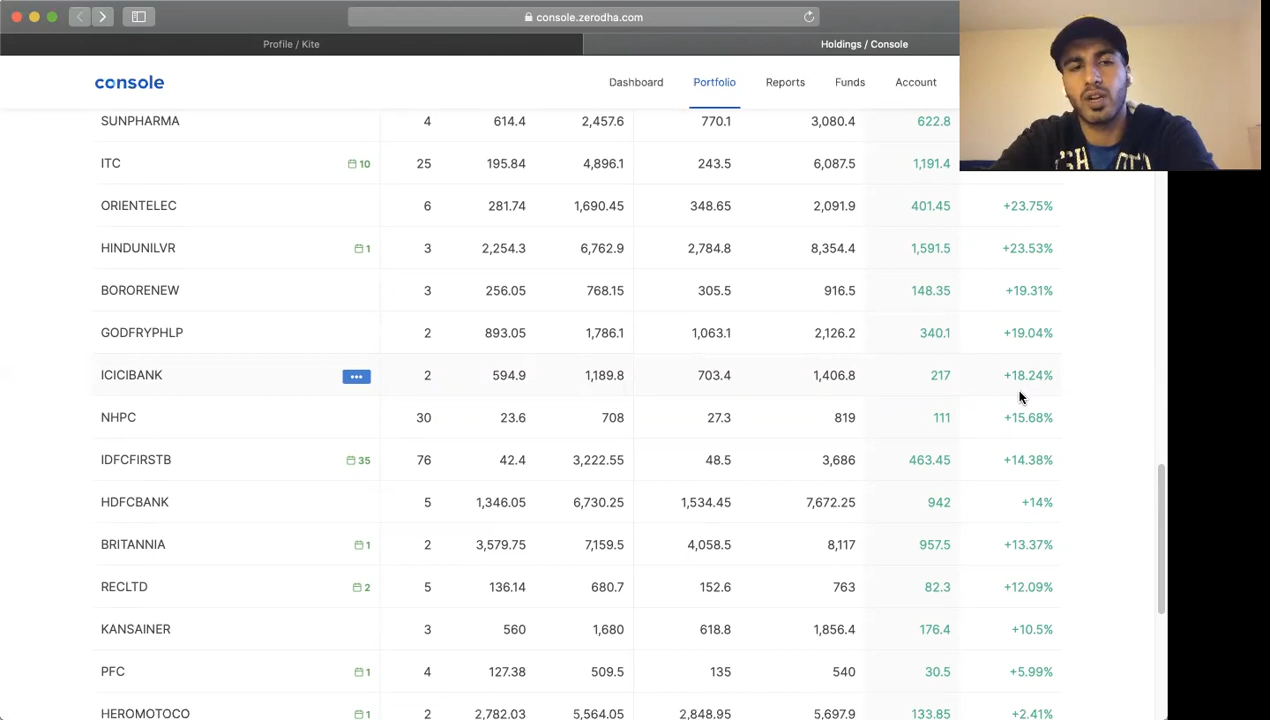 console.zerodha.com
Profile / Kite Holdings / Console
console Dashboard Portfolio Reports Funds Account
SUNPHARMA 4 614.4 2,457.6 770.1 3,080.4 622.8
ITC 10 25 195.84 4,896.1 243.5 6,087.5 1,191.4
ORIENTELEC 6 281.74 1,690.45 348.65 2,091.9 401.45 +23.75%
HINDUNILVR 1 3 2,254.3 6,762.9 2,784.8 8,354.4 1,591.5 +23.53%
BORORENEW 3 256.05 768.15 305.5 916.5 148.35 +19.31%
GODFRYPHLP 2 893.05 1,786.1 1,063.1 2,126.2 340.1 +19.04%
ICICIBANK 2 594.9 1,189.8 703.4 1,406.8 217 +18.24%
NHPC 30 23.6 708 27.3 819 111 +15.68%
IDFCFIRSTB 35 76 42.4 3,222.55 48.5 3,686 463.45 +14.38%
HDFCBANK 5 1,346.05 6,730.25 1,534.45 7,672.25 942 +14%
BRITANNIA 1 2 3,579.75 7,159.5 4,058.5 8,117 957.5 +13.37%
RECLTD 2 5 136.14 680.7 152.6 763 82.3 +12.09%
KANSAINER 3 560 1,680 618.8 1,856.4 176.4 +10.5%
PFC 1 4 127.38 509.5 135 540 30.5 +5.99%
HEROMOTOCO 1 2 2,782.03 5,564.05 2,848.95 5,697.9 133.85 +2.41%